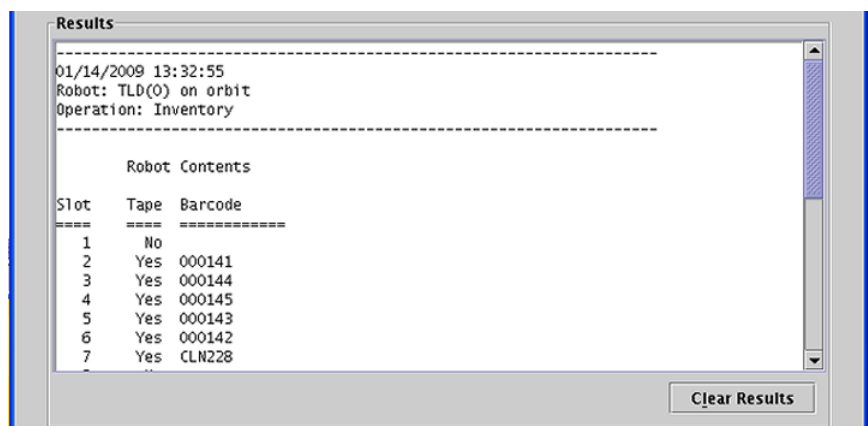 Results
--------------------------------------------------------------------
01/14/2009 13:32:55
Robot: TLD(0) on orbit
Operation: Inventory
--------------------------------------------------------------------
Robot Contents
Slot Tape Barcode
==== ==== ============
1 No
2 Yes 000141
3 Yes 000144
4 Yes 000145
5 Yes 000143
6 Yes 000142
7 Yes CLN228
Clear Results